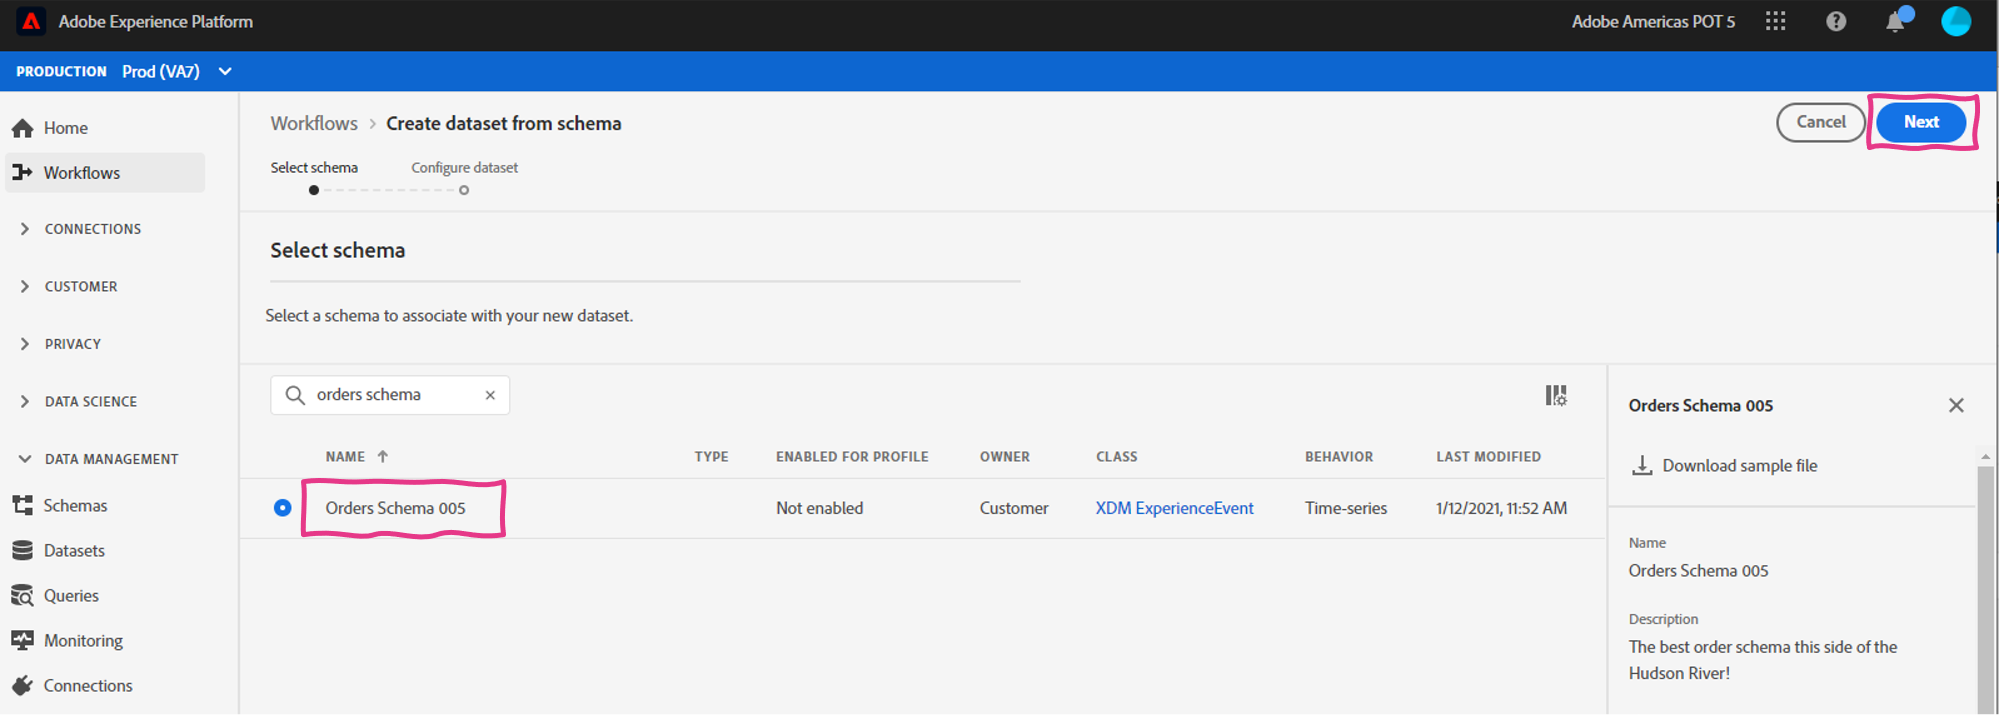 Adobe Experience Platform
Adobe Americas POT 5
PRODUCTION Prod (VA7)
Home
Workflows
CONNECTIONS
CUSTOMER
PRIVACY
DATA SCIENCE
DATA MANAGEMENT
Schemas
Datasets
Queries
Monitoring
Connections
Workflows > Create dataset from schema
Cancel Next
Select schema Configure dataset
Select schema
Select a schema to associate with your new dataset.
orders schema
NAME TYPE ENABLED FOR PROFILE OWNER CLASS BEHAVIOR LAST MODIFIED
Orders Schema 005 Not enabled Customer XDM ExperienceEvent Time-series 1/12/2021, 11:52 AM
Orders Schema 005
Download sample file
Name
Orders Schema 005
Description
The best order schema this side of the
Hudson River!